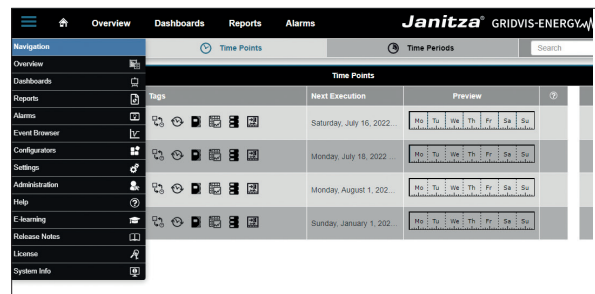 Overview Dashboards Reports Alarms Janitza® GRIDVIS-ENERGY
Navigation
Time Points Time Periods Search
Overview
Dashboards
Time Points
Reports
Tags Next Execution Preview
Alarms
Saturday, July 16, 2022... Mo Tu We Th Fr Sa Su
Event Browser
Configurators
Monday, July 18, 2022 ... Mo Tu We Th Fr Sa Su
Settings
Administration
Monday, August 1, 202... Mo Tu We Th Fr Sa Su
Help
E-learning
Sunday, January 1, 202... Mo Tu We Th Fr Sa Su
Release Notes
License
System Info